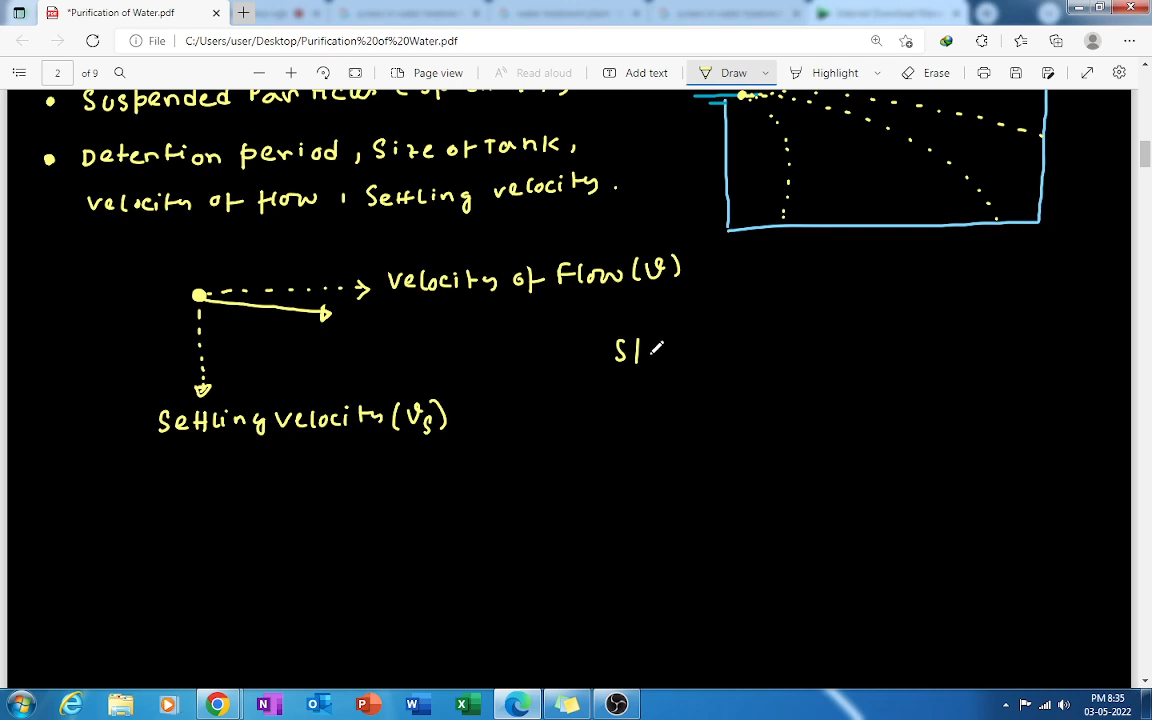 *Purification of Water.pdf
File C:/Users/user/Desktop/Purification%20of%20Water.pdf
2 of 9 Page view Read aloud Add text Draw Highlight Erase
Suspended Particles
Detention period, Size of Tank,
velocity of flow, Settling velocity.
velocity of Flow (v)
S
Settling velocity (vs)
PM 8:35
03-05-2022